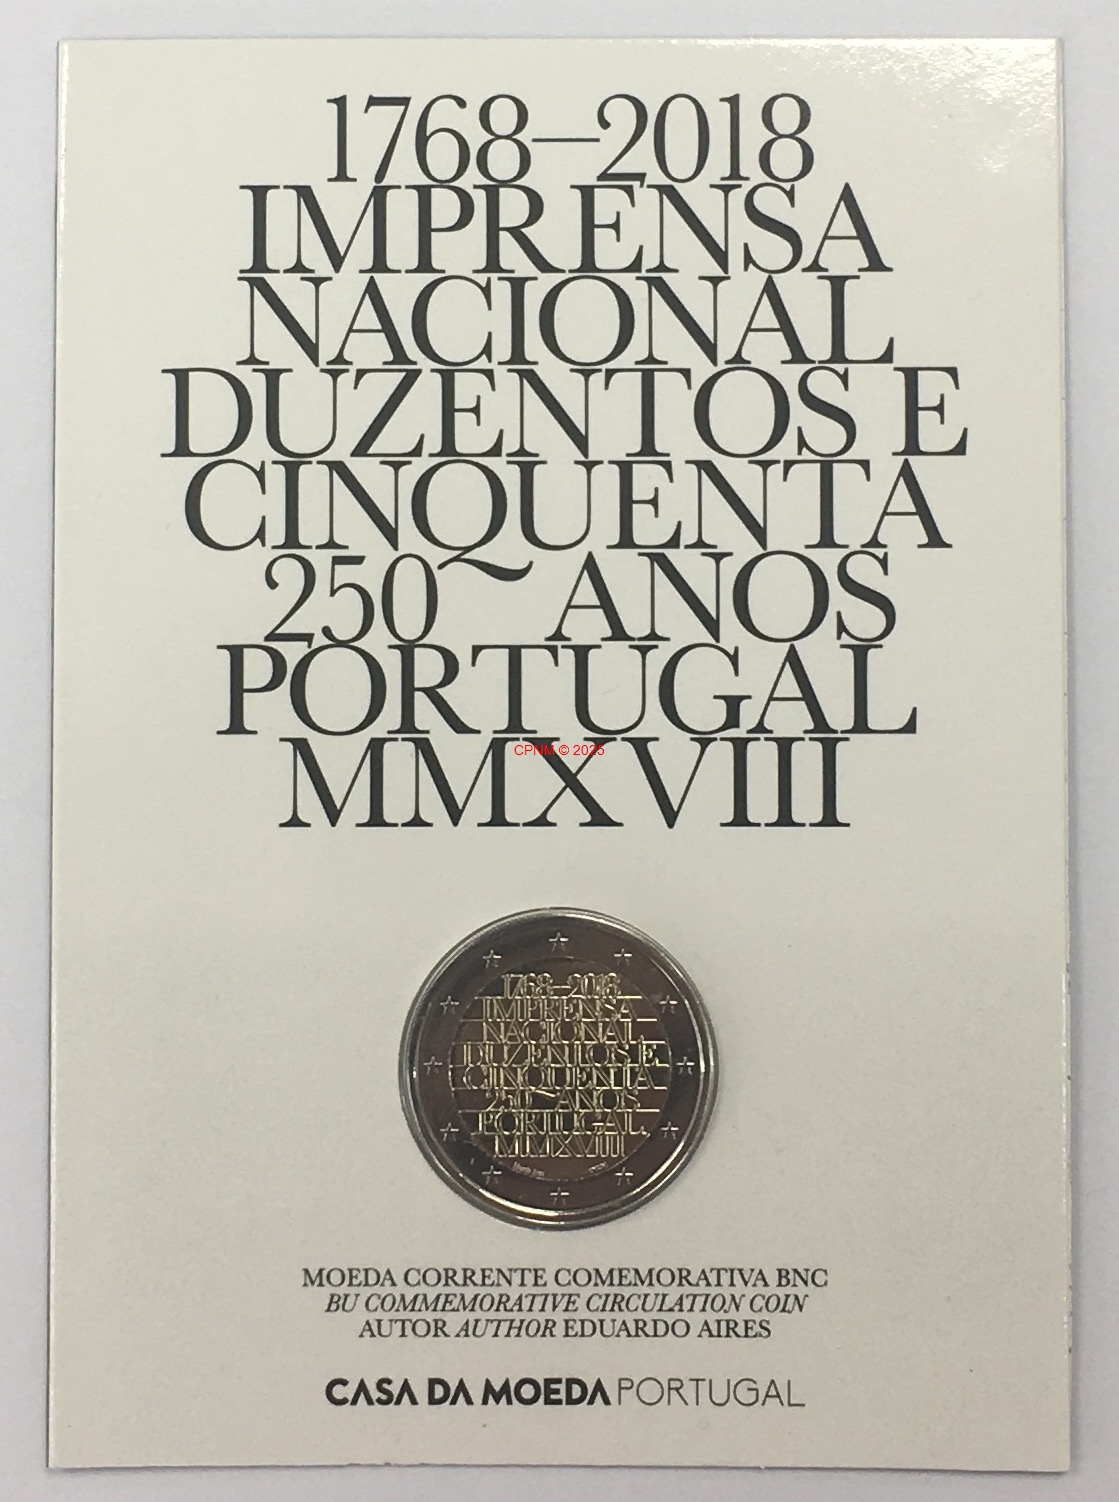 1768–2018
IMPRENSA
NACIONAL
DUZENTOS E
CINQUENTA
250 ANOS
PORTUGAL
MMXVIII
CPNM © 2025
1768–2018
IMPRENSA
NACIONAL
DUZENTOS E
CINQUENTA
250 ANOS
PORTUGAL
MMXVIII
MOEDA CORRENTE COMEMORATIVA BNC
BU COMMEMORATIVE CIRCULATION COIN
AUTOR AUTHOR EDUARDO AIRES
CASA DA MOEDA PORTUGAL